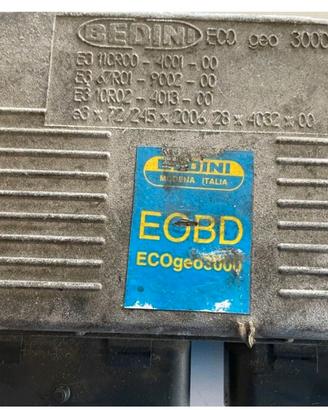 BEDINI ECO geo 3000
E3 110R00-4001-00
E3 67R01-9002-00
E3 10R02-4013-00
e3 x 72 245 x 2006 28 x 4032 x 00
BEDINI
MODENA ITALIA
EGBD
ECOgeo3000